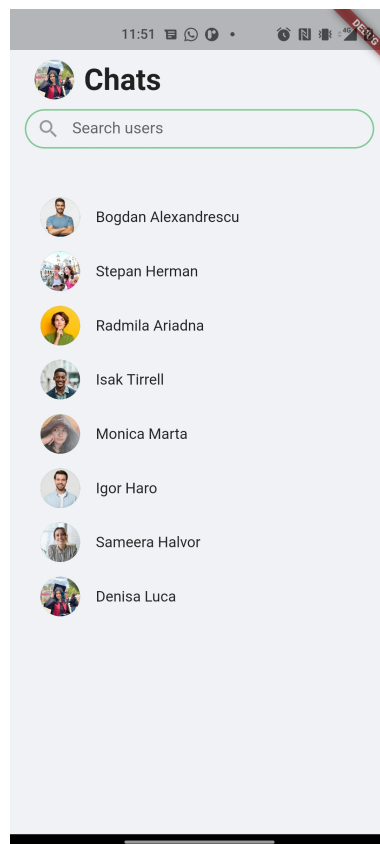 11:51
4G
DEBUG
Chats
Search users
Bogdan Alexandrescu
Stepan Herman
Radmila Ariadna
Isak Tirrell
Monica Marta
Igor Haro
Sameera Halvor
Denisa Luca